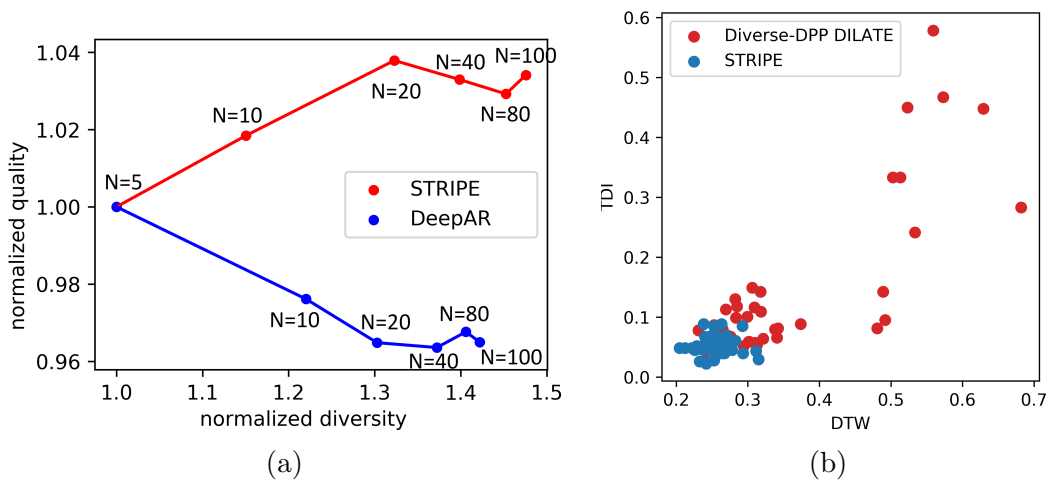 1.04
1.02
1.00
0.98
0.96
normalized quality
N=5
N=10
N=20
N=40
N=80
N=100
STRIPE
DeepAR
N=10
N=20
N=40
N=80
N=100
1.0 1.1 1.2 1.3 1.4 1.5
normalized diversity
(a)
0.6
0.5
0.4
0.3
0.2
0.1
0.0
TDI
Diverse-DPP DILATE
STRIPE
0.2 0.3 0.4 0.5 0.6 0.7
DTW
(b)